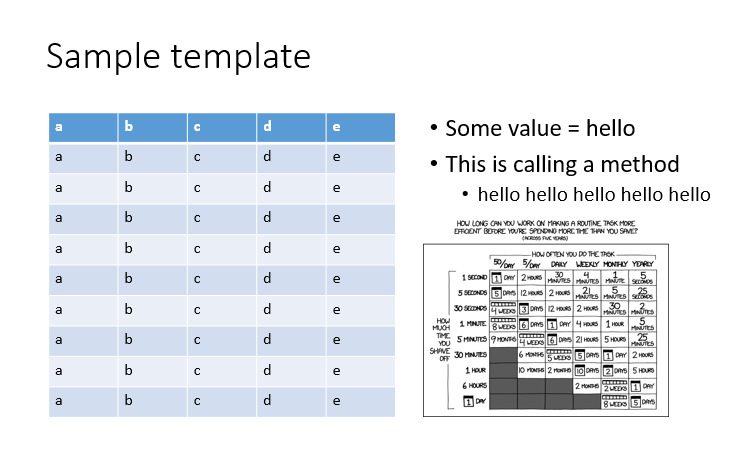 Sample template
a b c d e
a b c d e
a b c d e
a b c d e
a b c d e
a b c d e
a b c d e
a b c d e
a b c d e
a b c d e
• Some value = hello
• This is calling a method
• hello hello hello hello hello
HOW LONG CAN YOU WORK ON MAKING A ROUTINE TASK MORE
EFFICIENT BEFORE YOU'RE SPENDING MORE TIME THAN YOU SAVE?
(ACROSS FIVE YEARS)
HOW OFTEN YOU DO THE TASK
50/DAY 5/DAY DAILY WEEKLY MONTHLY YEARLY
HOW MUCH TIME YOU SHAVE OFF
1 SECOND 1 DAY 2 HOURS 30 MINUTES 4 MINUTES 1 MINUTE 5 SECONDS
5 SECONDS 5 DAYS 12 HOURS 2 HOURS 21 MINUTES 5 MINUTES 25 SECONDS
30 SECONDS 4 WEEKS 3 DAYS 12 HOURS 2 HOURS 30 MINUTES 2 MINUTES
1 MINUTE 8 WEEKS 6 DAYS 1 DAY 4 HOURS 1 HOUR 5 MINUTES
5 MINUTES 9 MONTHS 4 WEEKS 6 DAYS 21 HOURS 5 HOURS 25 MINUTES
30 MINUTES 6 MONTHS 5 WEEKS 5 DAYS 1 DAY 2 HOURS
1 HOUR 10 MONTHS 2 MONTHS 10 DAYS 2 DAYS 5 HOURS
6 HOURS 2 MONTHS 2 WEEKS 1 DAY
1 DAY 8 WEEKS 5 DAYS